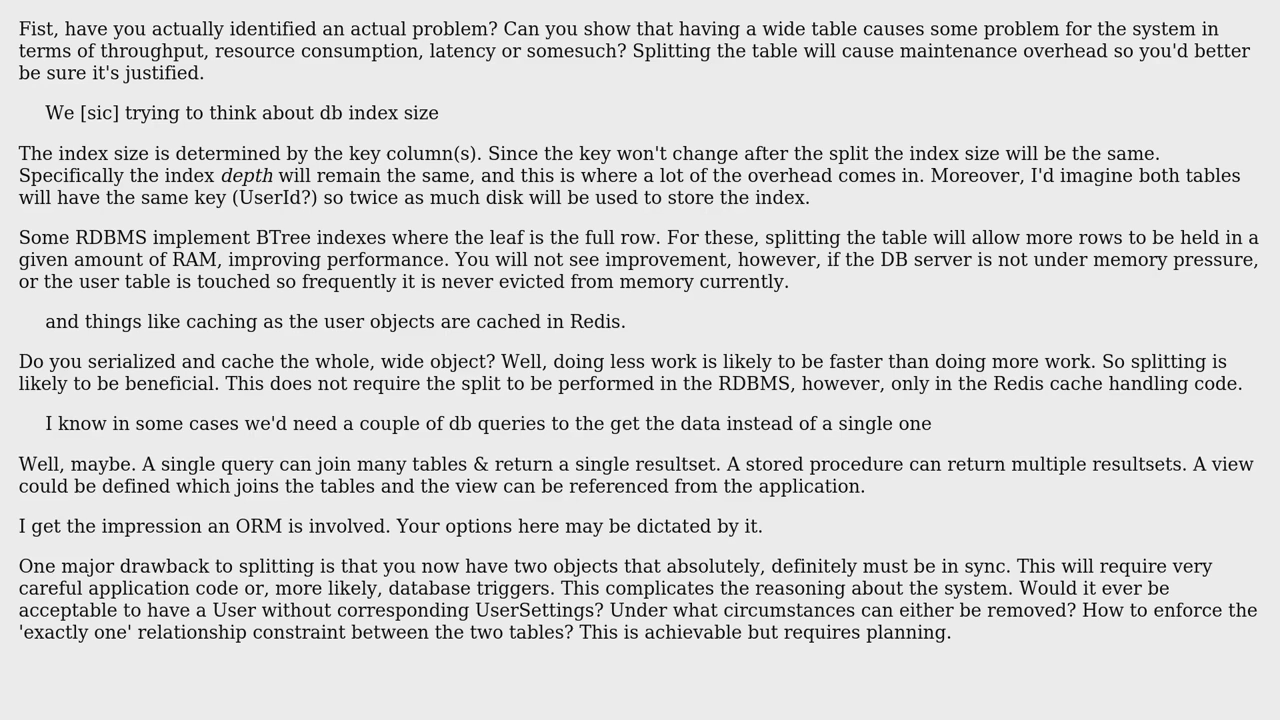 Fist, have you actually identified an actual problem? Can you show that having a wide table causes some problem for the system in
terms of throughput, resource consumption, latency or somesuch? Splitting the table will cause maintenance overhead so you'd better
be sure it's justified.
We [sic] trying to think about db index size
The index size is determined by the key column(s). Since the key won't change after the split the index size will be the same.
Specifically the index depth will remain the same, and this is where a lot of the overhead comes in. Moreover, I'd imagine both tables
will have the same key (UserId?) so twice as much disk will be used to store the index.
Some RDBMS implement BTree indexes where the leaf is the full row. For these, splitting the table will allow more rows to be held in a
given amount of RAM, improving performance. You will not see improvement, however, if the DB server is not under memory pressure,
or the user table is touched so frequently it is never evicted from memory currently.
and things like caching as the user objects are cached in Redis.
Do you serialized and cache the whole, wide object? Well, doing less work is likely to be faster than doing more work. So splitting is
likely to be beneficial. This does not require the split to be performed in the RDBMS, however, only in the Redis cache handling code.
I know in some cases we'd need a couple of db queries to the get the data instead of a single one
Well, maybe. A single query can join many tables & return a single resultset. A stored procedure can return multiple resultsets. A view
could be defined which joins the tables and the view can be referenced from the application.
I get the impression an ORM is involved. Your options here may be dictated by it.
One major drawback to splitting is that you now have two objects that absolutely, definitely must be in sync. This will require very
careful application code or, more likely, database triggers. This complicates the reasoning about the system. Would it ever be
acceptable to have a User without corresponding UserSettings? Under what circumstances can either be removed? How to enforce the
'exactly one' relationship constraint between the two tables? This is achievable but requires planning.